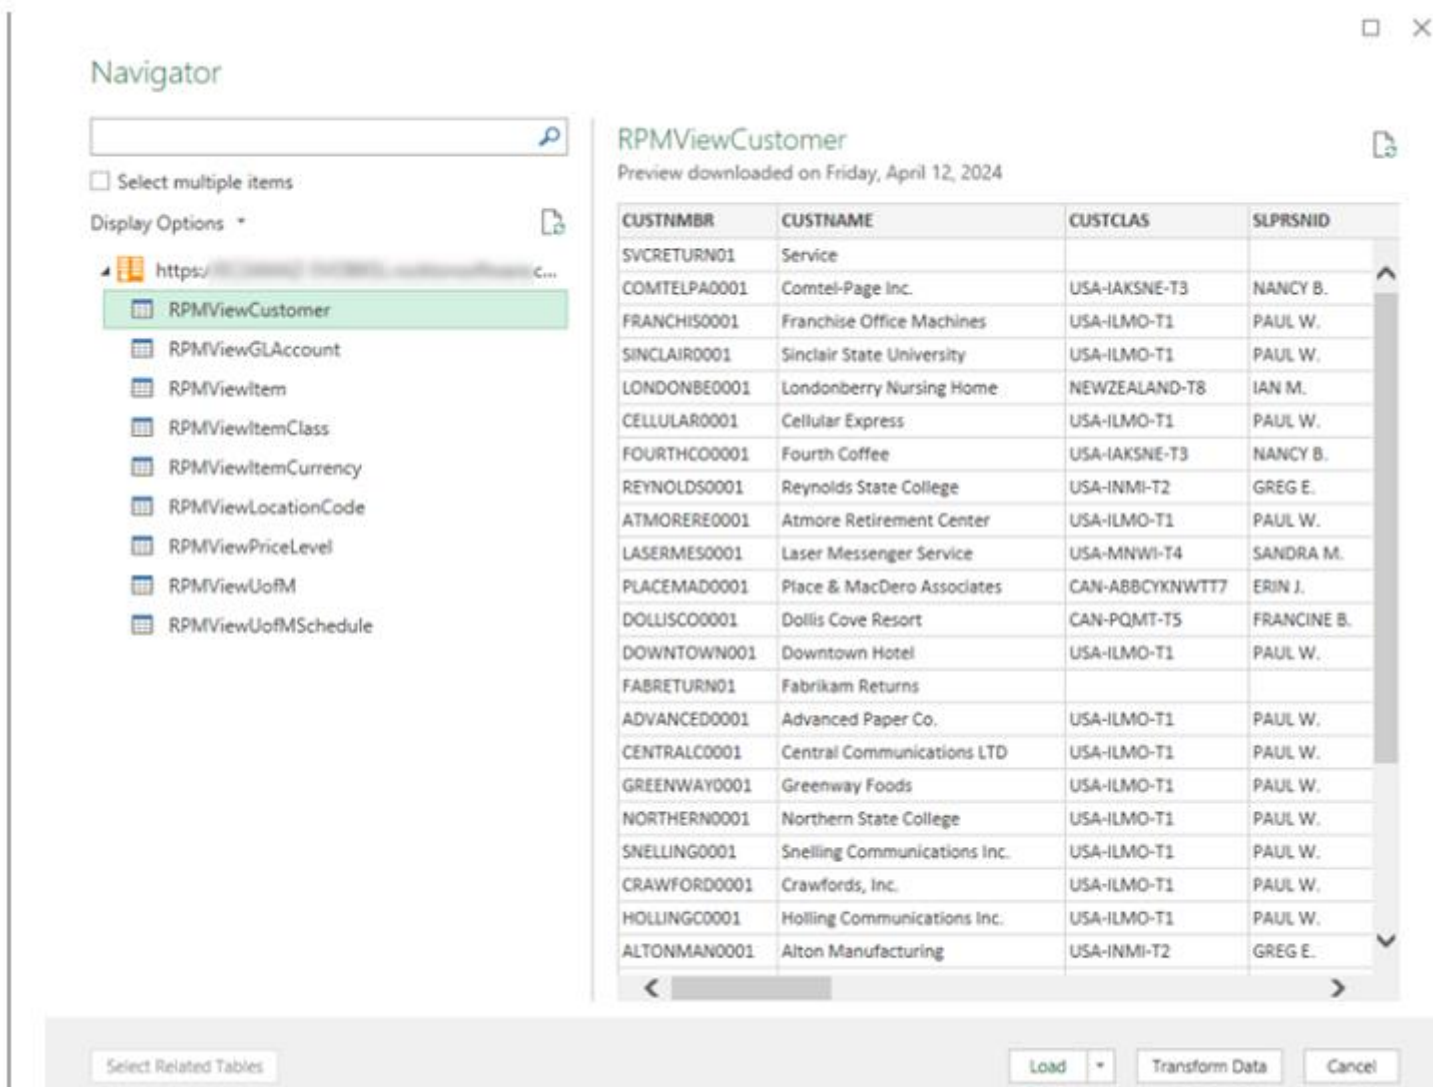 Navigator
Select multiple items
Display Options
https:/ c...
RPMViewCustomer
RPMViewGLAccount
RPMViewItem
RPMViewItemClass
RPMViewItemCurrency
RPMViewLocationCode
RPMViewPriceLevel
RPMViewUofM
RPMViewUofMSchedule
RPMViewCustomer
Preview downloaded on Friday, April 12, 2024
CUSTNMBR CUSTNAME CUSTCLAS SLPRSNID
SVCRETURN01 Service
COMTELPA0001 Comtel-Page Inc. USA-IAKSNE-T3 NANCY B.
FRANCHIS0001 Franchise Office Machines USA-ILMO-T1 PAUL W.
SINCLAIR0001 Sinclair State University USA-ILMO-T1 PAUL W.
LONDONBE0001 Londonberry Nursing Home NEWZEALAND-T8 IAN M.
CELLULAR0001 Cellular Express USA-ILMO-T1 PAUL W.
FOURTHCO0001 Fourth Coffee USA-IAKSNE-T3 NANCY B.
REYNOLDS0001 Reynolds State College USA-INMI-T2 GREG E.
ATMORERE0001 Atmore Retirement Center USA-ILMO-T1 PAUL W.
LASERMES0001 Laser Messenger Service USA-MNWI-T4 SANDRA M.
PLACEMAD0001 Place & MacDero Associates CAN-ABBCYKNWTT7 ERIN J.
DOLLISCO0001 Dollis Cove Resort CAN-PQMT-T5 FRANCINE B.
DOWNTOWN001 Downtown Hotel USA-ILMO-T1 PAUL W.
FABRETURN01 Fabrikam Returns
ADVANCED0001 Advanced Paper Co. USA-ILMO-T1 PAUL W.
CENTRALC0001 Central Communications LTD USA-ILMO-T1 PAUL W.
GREENWAY0001 Greenway Foods USA-ILMO-T1 PAUL W.
NORTHERN0001 Northern State College USA-ILMO-T1 PAUL W.
SNELLING0001 Snelling Communications Inc. USA-ILMO-T1 PAUL W.
CRAWFORD0001 Crawfords, Inc. USA-ILMO-T1 PAUL W.
HOLLINGC0001 Holling Communications Inc. USA-ILMO-T1 PAUL W.
ALTONMAN0001 Alton Manufacturing USA-INMI-T2 GREG E.
Select Related Tables
Load Transform Data Cancel